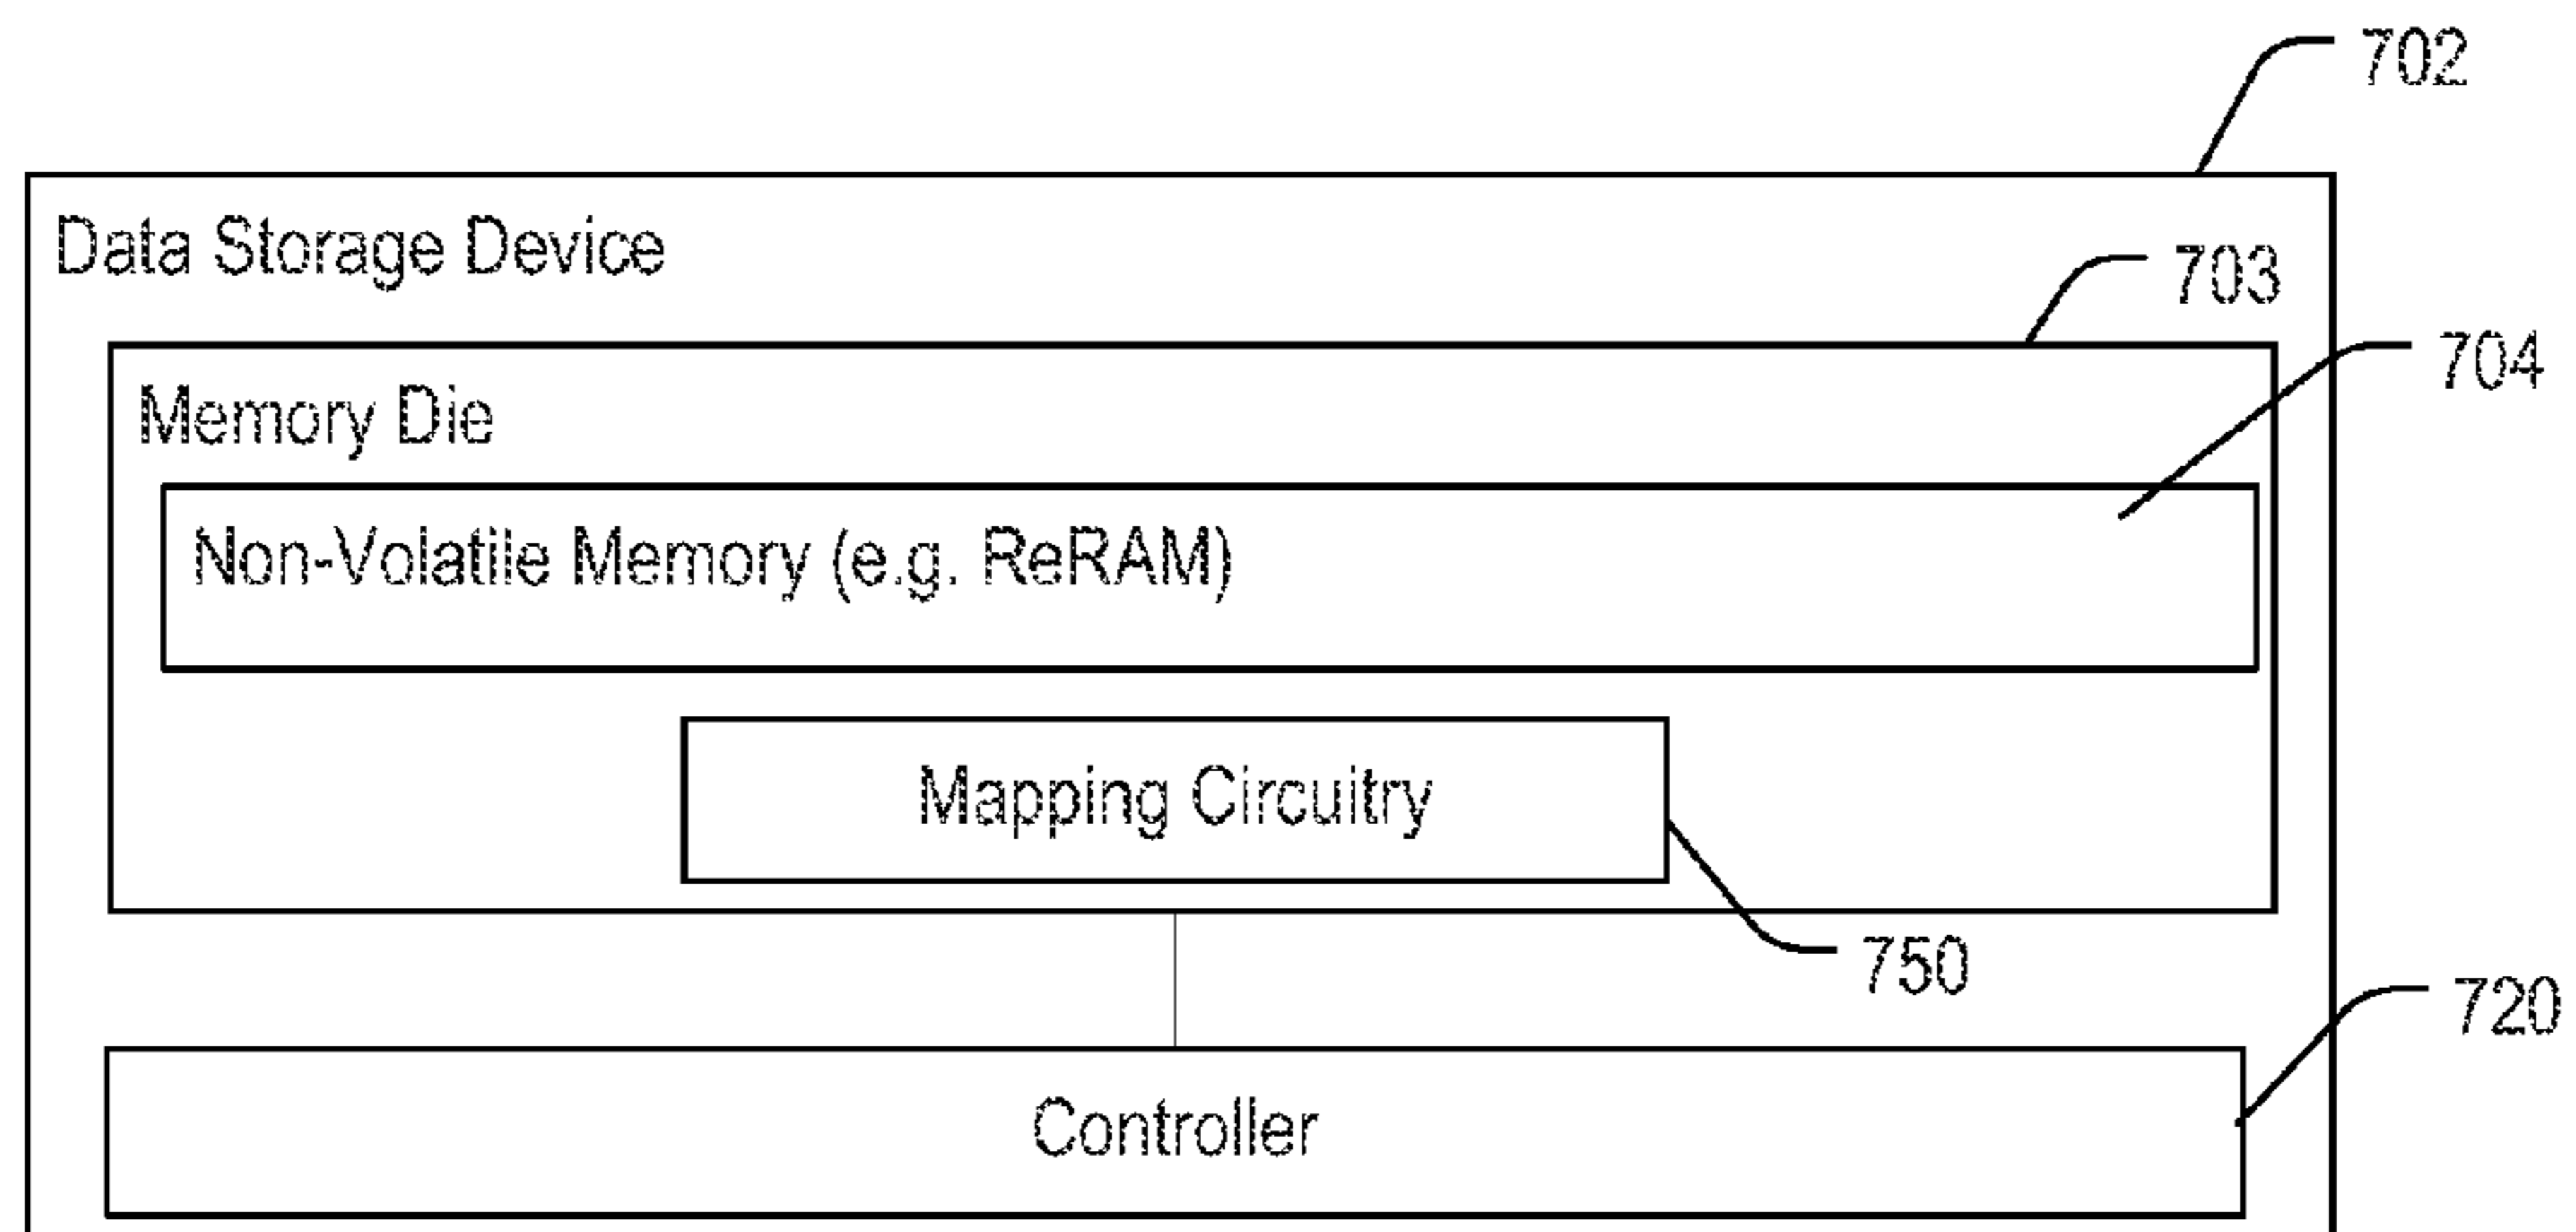 702
Data Storage Device
703
704
Memory Die
Non-Volatile Memory (e.g. ReRAM)
Mapping Circuitry
750
720
Controller